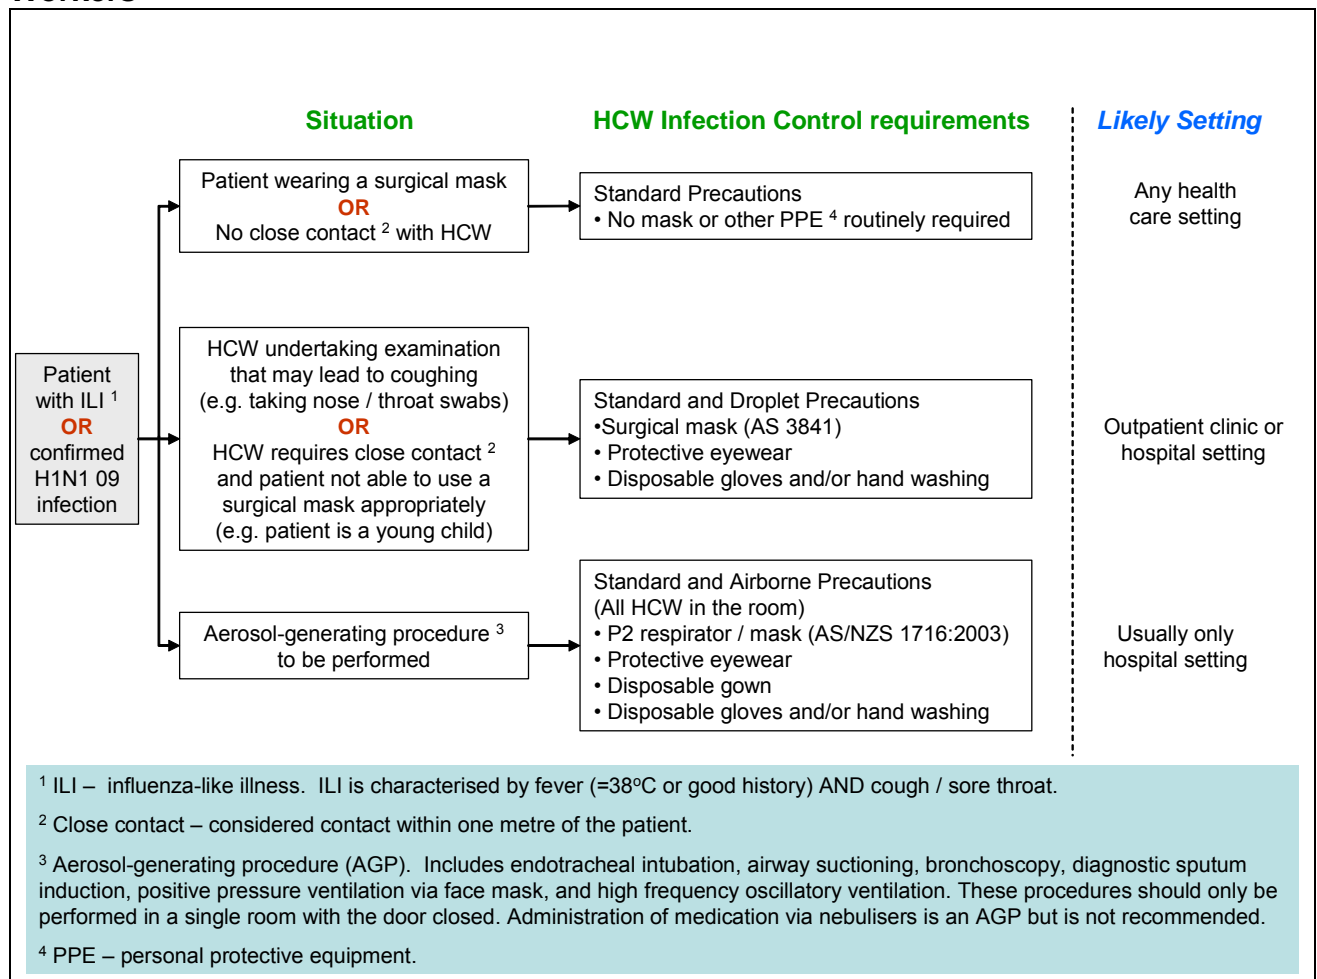 Situation
HCW Infection Control requirements
Likely Setting
Patient
with ILI ¹
OR
confirmed
H1N1 09
infection
Patient wearing a surgical mask
OR
No close contact ² with HCW
Standard Precautions
• No mask or other PPE ⁴ routinely required
Any health
care setting
HCW undertaking examination
that may lead to coughing
(e.g. taking nose / throat swabs)
OR
HCW requires close contact ²
and patient not able to use a
surgical mask appropriately
(e.g. patient is a young child)
Standard and Droplet Precautions
•Surgical mask (AS 3841)
• Protective eyewear
• Disposable gloves and/or hand washing
Outpatient clinic or
hospital setting
Aerosol-generating procedure ³
to be performed
Standard and Airborne Precautions
(All HCW in the room)
• P2 respirator / mask (AS/NZS 1716:2003)
• Protective eyewear
• Disposable gown
• Disposable gloves and/or hand washing
Usually only
hospital setting
¹ ILI – influenza-like illness. ILI is characterised by fever (=38ºC or good history) AND cough / sore throat.
² Close contact – considered contact within one metre of the patient.
³ Aerosol-generating procedure (AGP). Includes endotracheal intubation, airway suctioning, bronchoscopy, diagnostic sputum
induction, positive pressure ventilation via face mask, and high frequency oscillatory ventilation. These procedures should only be
performed in a single room with the door closed. Administration of medication via nebulisers is an AGP but is not recommended.
⁴ PPE – personal protective equipment.